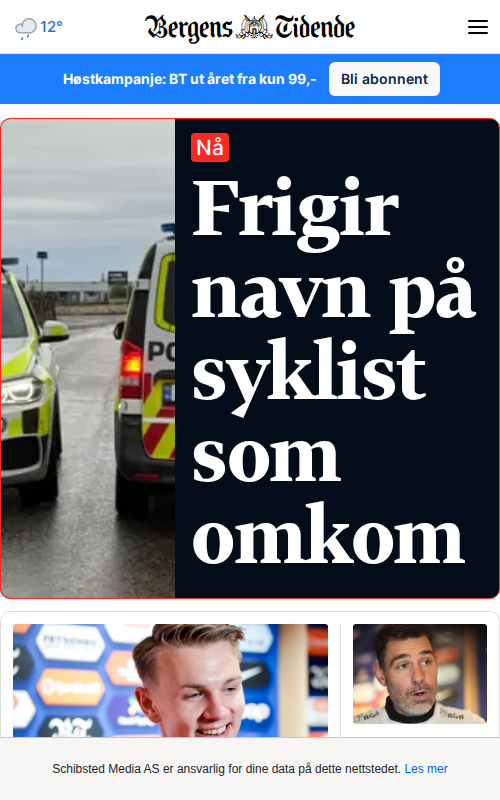 12°
Bergens Tidende
Høstkampanje: BT ut året fra kun 99,-
Bli abonnent
Nå
Frigir
navn på
syklist
som
omkom
PO
Schibsted Media AS er ansvarlig for dine data på dette nettstedet. Les mer